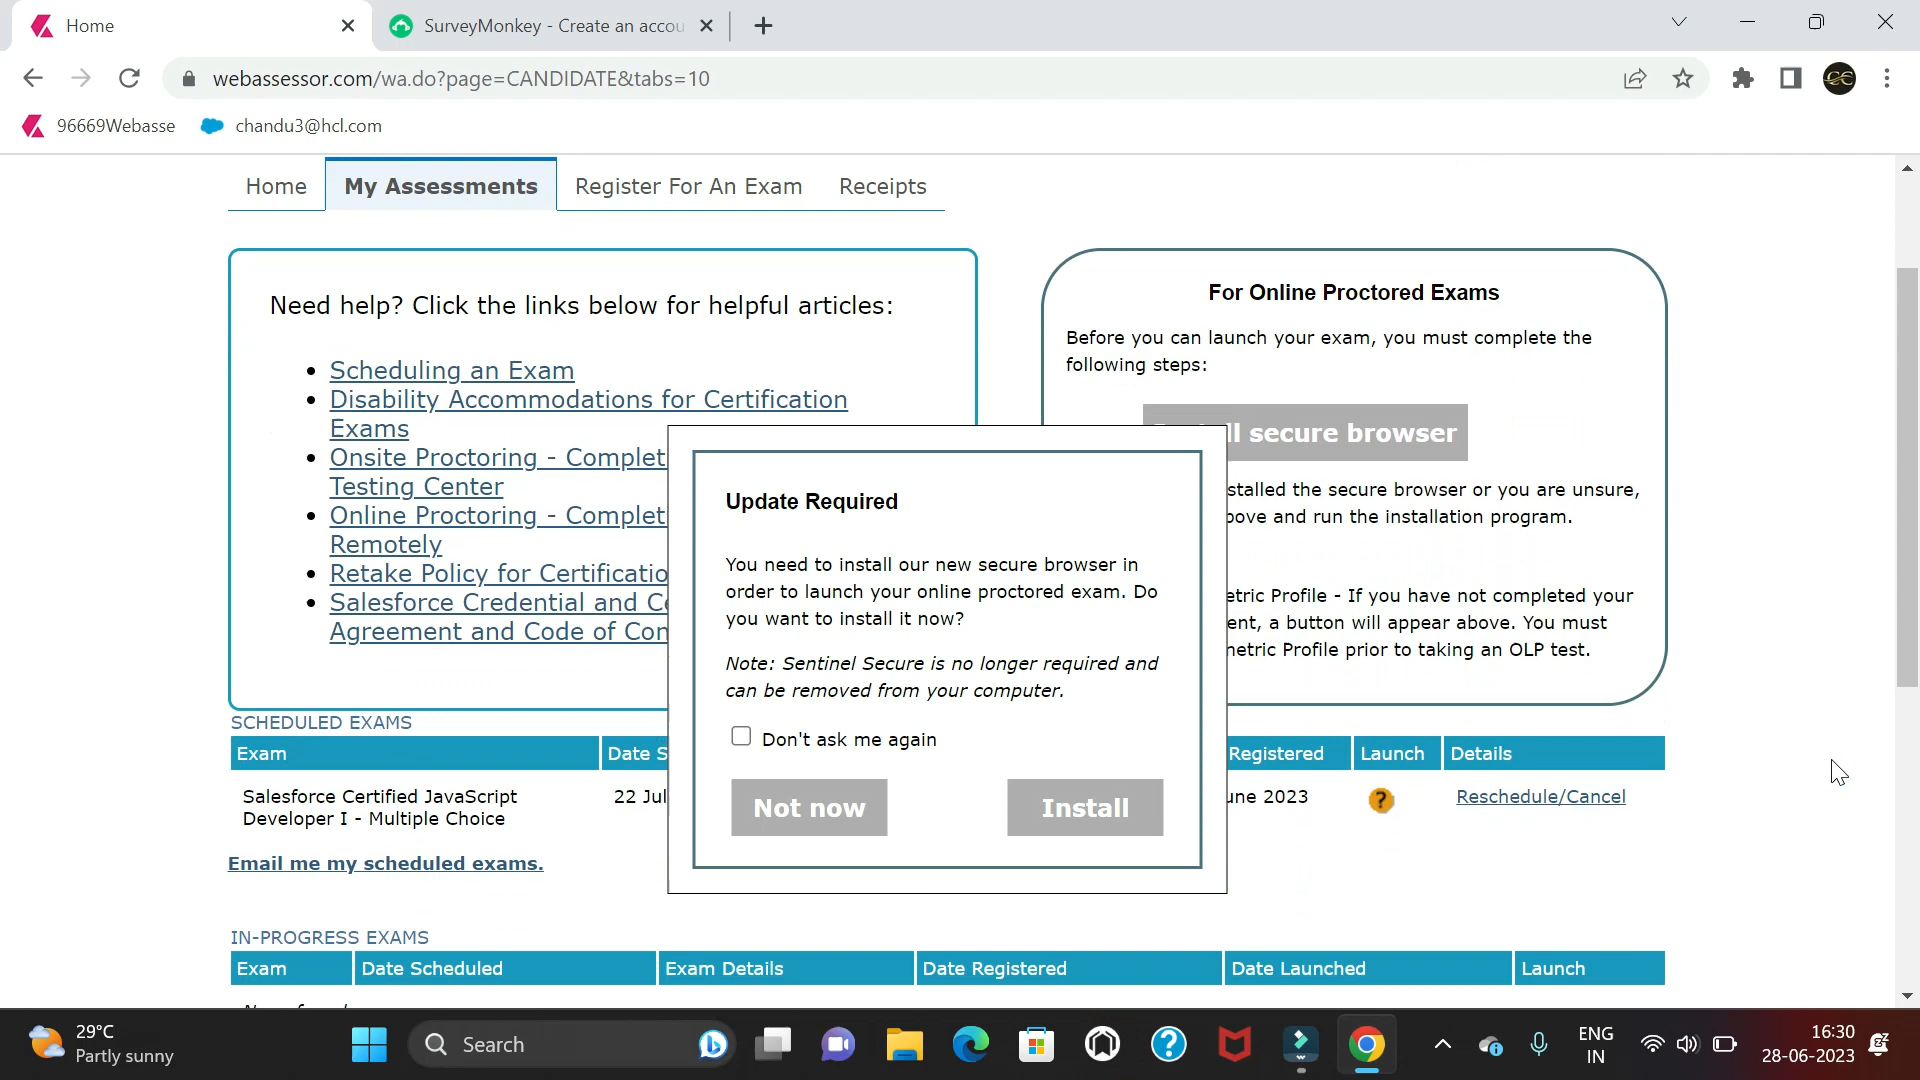 Home
SurveyMonkey - Create an accou
webassessor.com/wa.do?page=CANDIDATE&tabs=10
96669Webasse
chandu3@hcl.com
Home
My Assessments
Register For An Exam
Receipts
Need help? Click the links below for helpful articles:
Scheduling an Exam
Disability Accommodations for Certification
Exams
Onsite Proctoring - Complet
Testing Center
Online Proctoring - Complet
Remotely
Retake Policy for Certificatio
Salesforce Credential and Ce
Agreement and Code of Con
For Online Proctored Exams
Before you can launch your exam, you must complete the
following steps:
ll secure browser
stalled the secure browser or you are unsure,
bove and run the installation program.
etric Profile - If you have not completed your
ent, a button will appear above. You must
netric Profile prior to taking an OLP test.
Update Required
You need to install our new secure browser in
order to launch your online proctored exam. Do
you want to install it now?
Note: Sentinel Secure is no longer required and
can be removed from your computer.
Don't ask me again
Not now
Install
SCHEDULED EXAMS
Exam
Date S
Registered
Launch
Details
Salesforce Certified JavaScript
Developer I - Multiple Choice
22 Jul
une 2023
?
Reschedule/Cancel
Email me my scheduled exams.
IN-PROGRESS EXAMS
Exam
Date Scheduled
Exam Details
Date Registered
Date Launched
Launch
29°C
Partly sunny
Search
ENG
IN
16:30
28-06-2023